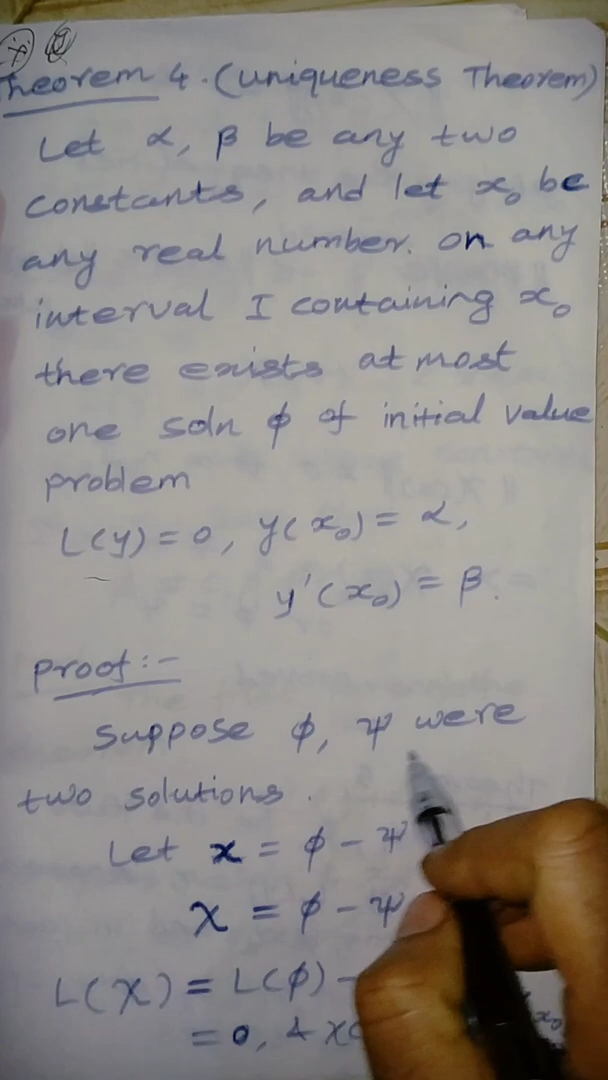 Theorem 4. (Uniqueness Theorem)
Let α, β be any two
constants, and let x₀ be
any real number. on any
interval I containing x₀
there exists at most
one soln φ of initial value
problem
L(y) = 0, y(x₀) = α,
y'(x₀) = β.
Proof:-
Suppose φ, ψ were
two solutions.
Let x = φ - ψ
χ = φ - ψ
L(χ) = L(φ) -
= 0,